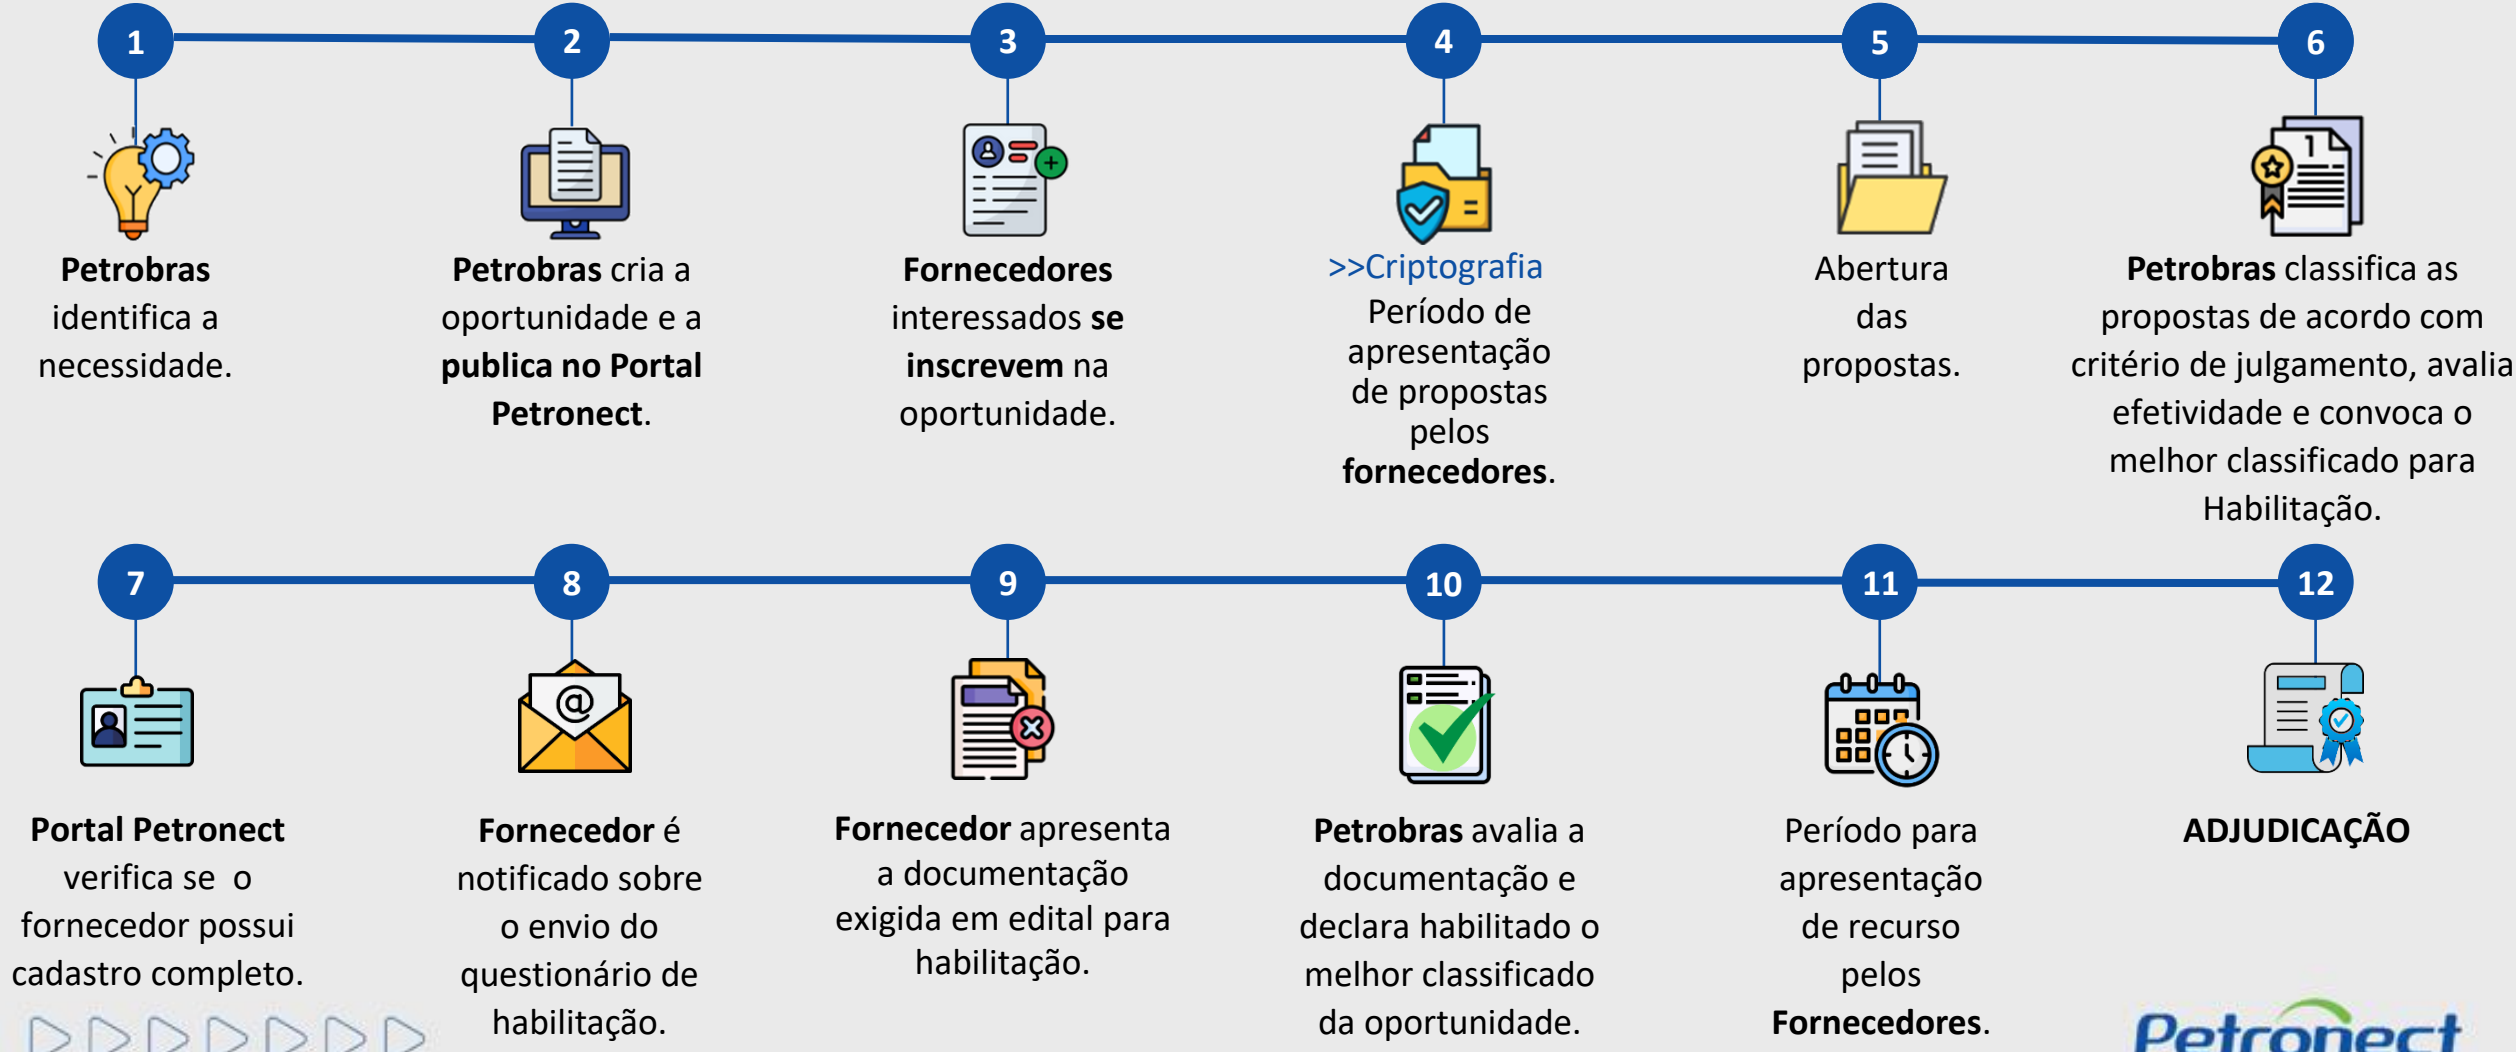 1
Petrobras
identifica a
necessidade.
2
Petrobras cria a
oportunidade e a
publica no Portal
Petronect.
3
Fornecedores
interessados se
inscrevem na
oportunidade.
4
>>Criptografia
Período de
apresentação
de propostas
pelos
fornecedores.
5
Abertura
das
propostas.
6
1
Petrobras classifica as
propostas de acordo com
critério de julgamento, avalia
efetividade e convoca o
melhor classificado para
Habilitação.
7
Portal Petronect
verifica se o
fornecedor possui
cadastro completo.
8
@
Fornecedor é
notificado sobre
o envio do
questionário de
habilitação.
9
Fornecedor apresenta
a documentação
exigida em edital para
habilitação.
10
Petrobras avalia a
documentação e
declara habilitado o
melhor classificado
da oportunidade.
11
Período para
apresentação
de recurso
pelos
Fornecedores.
12
ADJUDICAÇÃO
Petronect